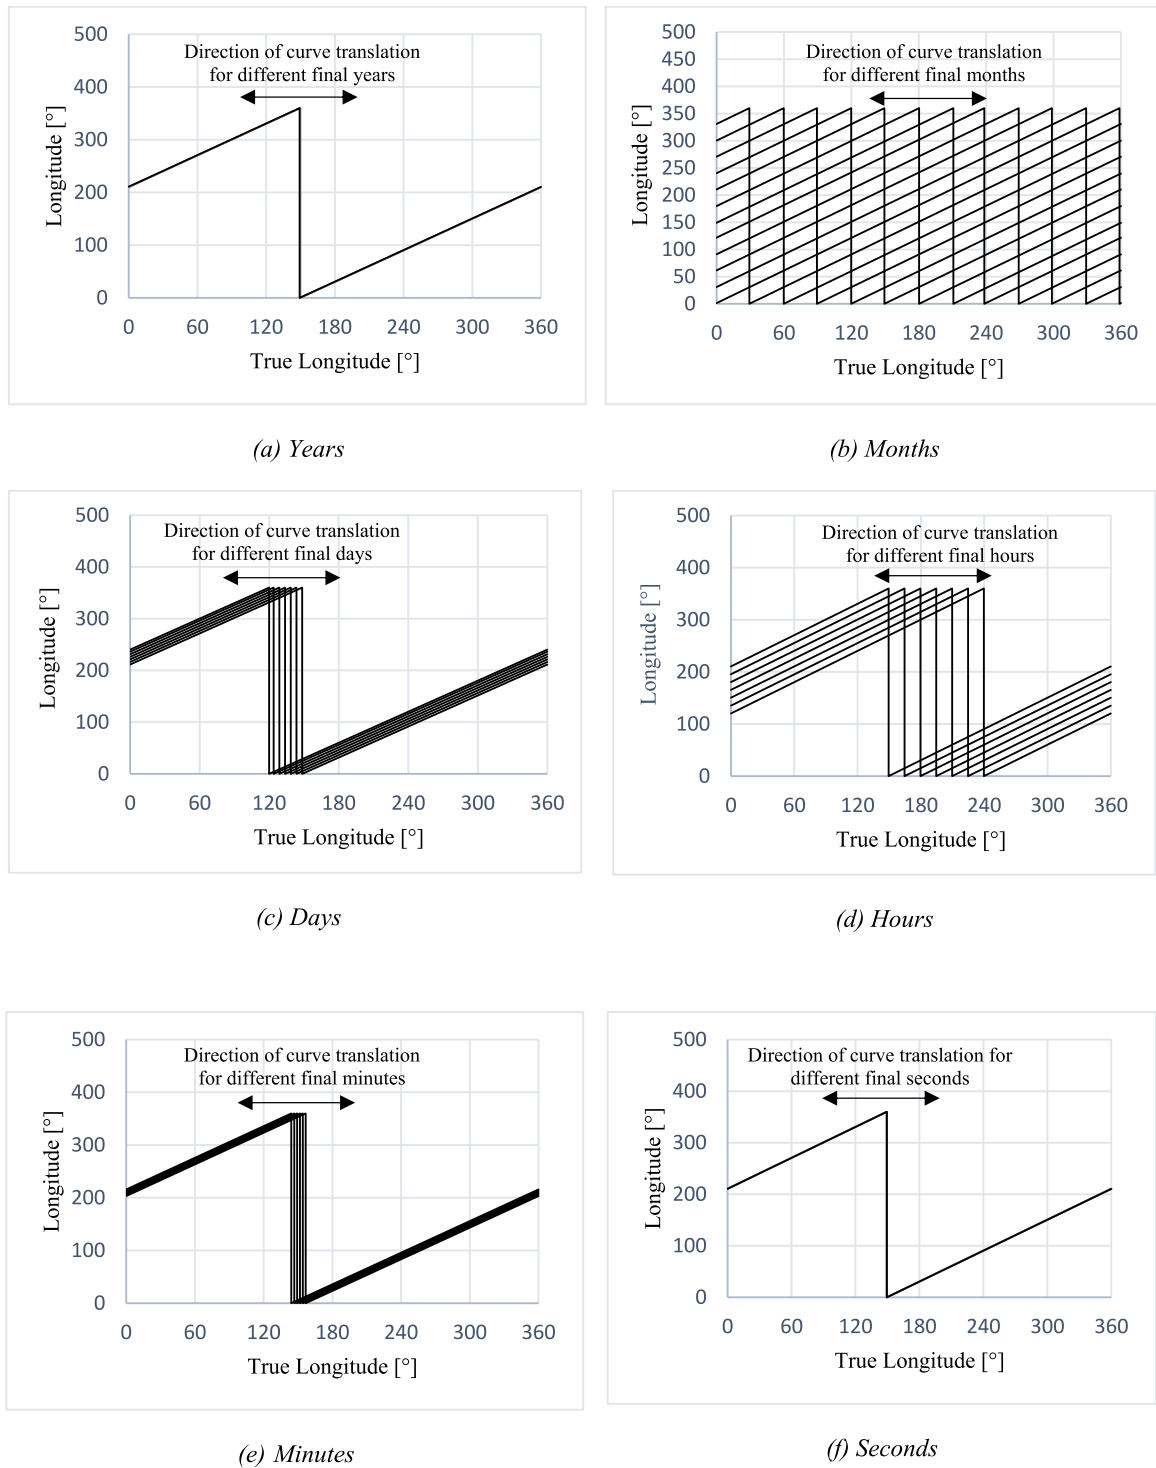 500
400
300
200
100
0
Direction of curve translation
for different final years
Longitude [°]
0 60 120 180 240 300 360
True Longitude [°]
(a) Years
500
450
400
350
300
250
200
150
100
50
0
Direction of curve translation
for different final months
Longitude [°]
0 60 120 180 240 300 360
True Longitude [°]
(b) Months
500
400
300
200
100
0
Direction of curve translation
for different final days
Longitude [°]
0 60 120 180 240 300 360
True Longitude [°]
(c) Days
500
400
300
200
100
0
Direction of curve translation
for different final hours
Longitude [°]
0 60 120 180 240 300 360
True Longitude [°]
(d) Hours
500
400
300
200
100
0
Direction of curve translation
for different final minutes
Longitude [°]
0 60 120 180 240 300 360
True Longitude [°]
(e) Minutes
500
400
300
200
100
0
Direction of curve translation for
different final seconds
Longitude [°]
0 60 120 180 240 300 360
True Longitude [°]
(f) Seconds